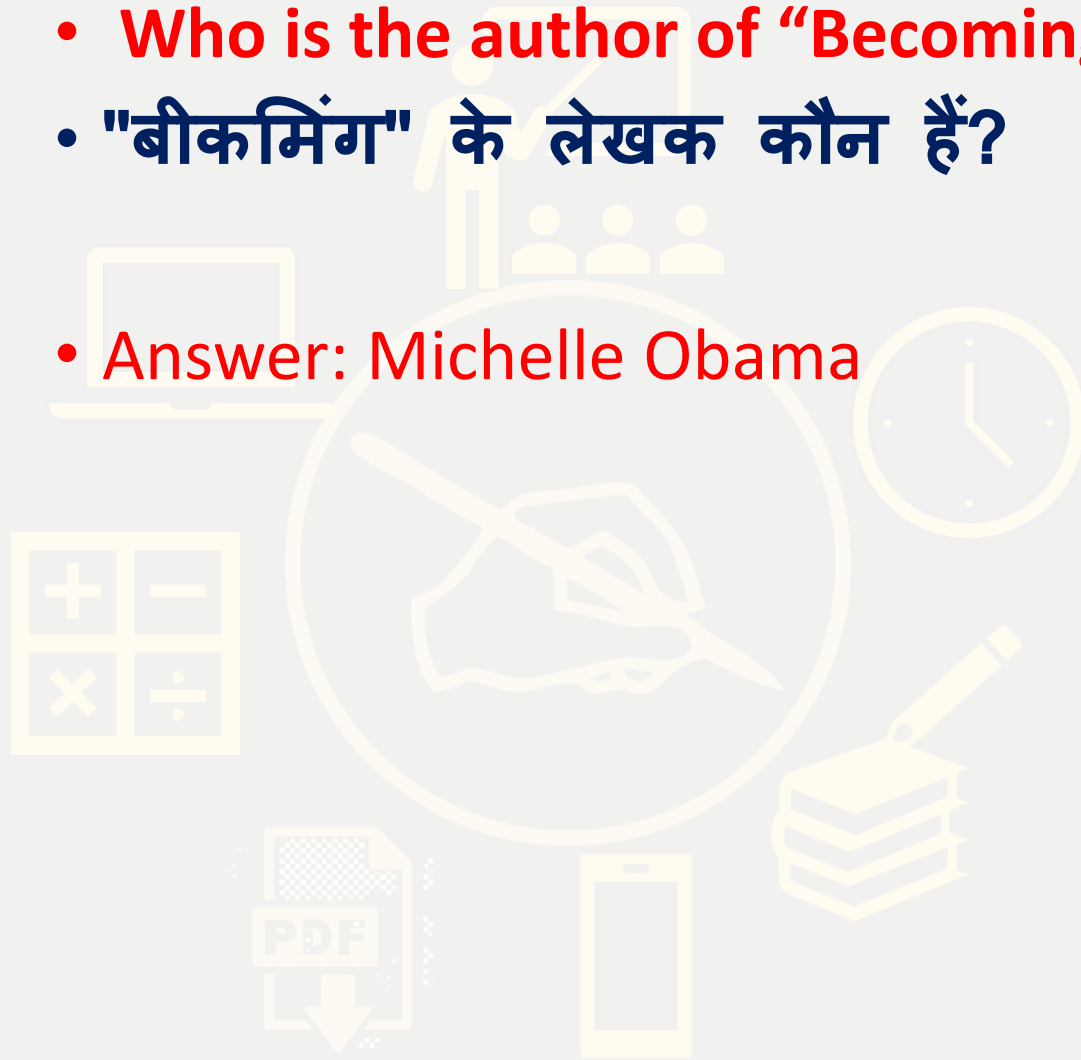 • Who is the author of “Becomin
• "बीकमिंग" के लेखक कौन हैं?
• Answer: Michelle Obama
PDF